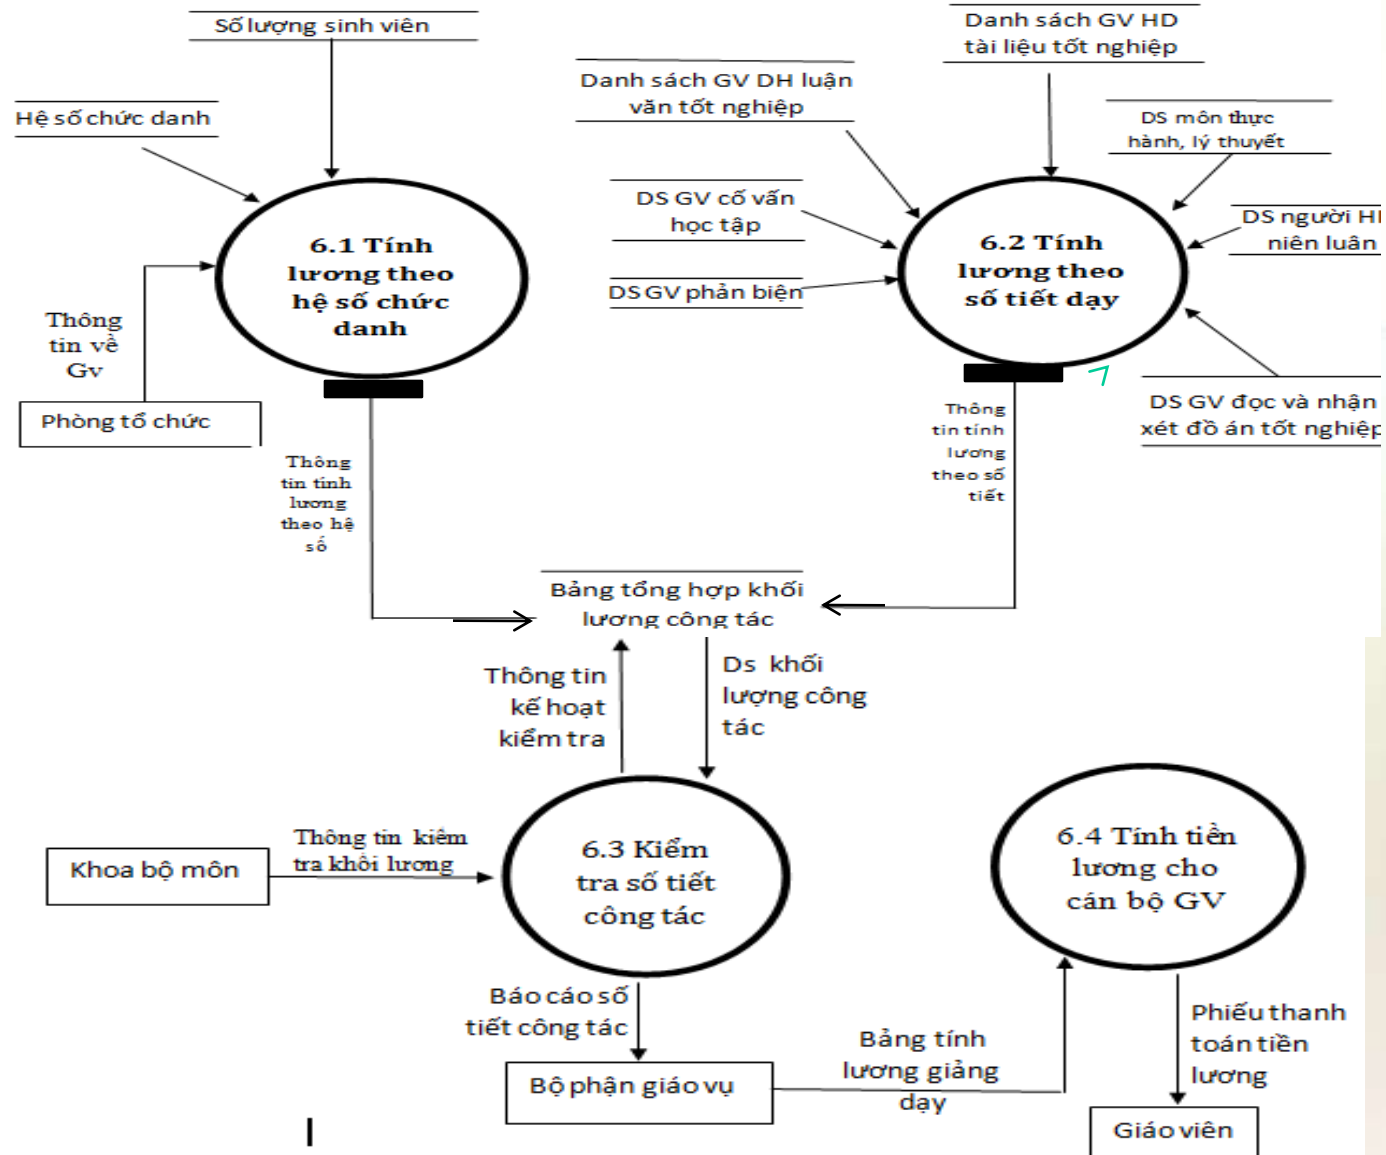 Số lượng sinh viên
Hệ số chức danh
6.1 Tính
lương theo
hệ số chức
danh
Thông
tin về
Gv
Phòng tổ chức
Thông
tin tính
lương
theo hệ
số
Danh sách GV HD
tài liệu tốt nghiệp
Danh sách GV DH luận
văn tốt nghiệp
DS môn thực
hành, lý thuyết
DS GV cố vấn
học tập
DS người
niên luân
DS GV phản biện
6.2 Tính
lương theo
số tiết dạy
DS GV đọc và nhận
xét đồ án tốt nghiệp
Thông
tin tính
lương
theo số
tiết
Bảng tổng hợp khối
lượng công tác
Thông tin
kế hoạt
kiểm tra
Ds khối
lượng công
tác
Khoa bộ môn
Thông tin kiểm
tra khối lương
6.3 Kiểm
tra số tiết
công tác
6.4 Tính tiền
lương cho
cán bộ GV
Báo cáo số
tiết công tác
Bộ phận giáo vụ
Bảng tính
lương giảng
dạy
Phiếu thanh
toán tiền
lương
Giáo viên